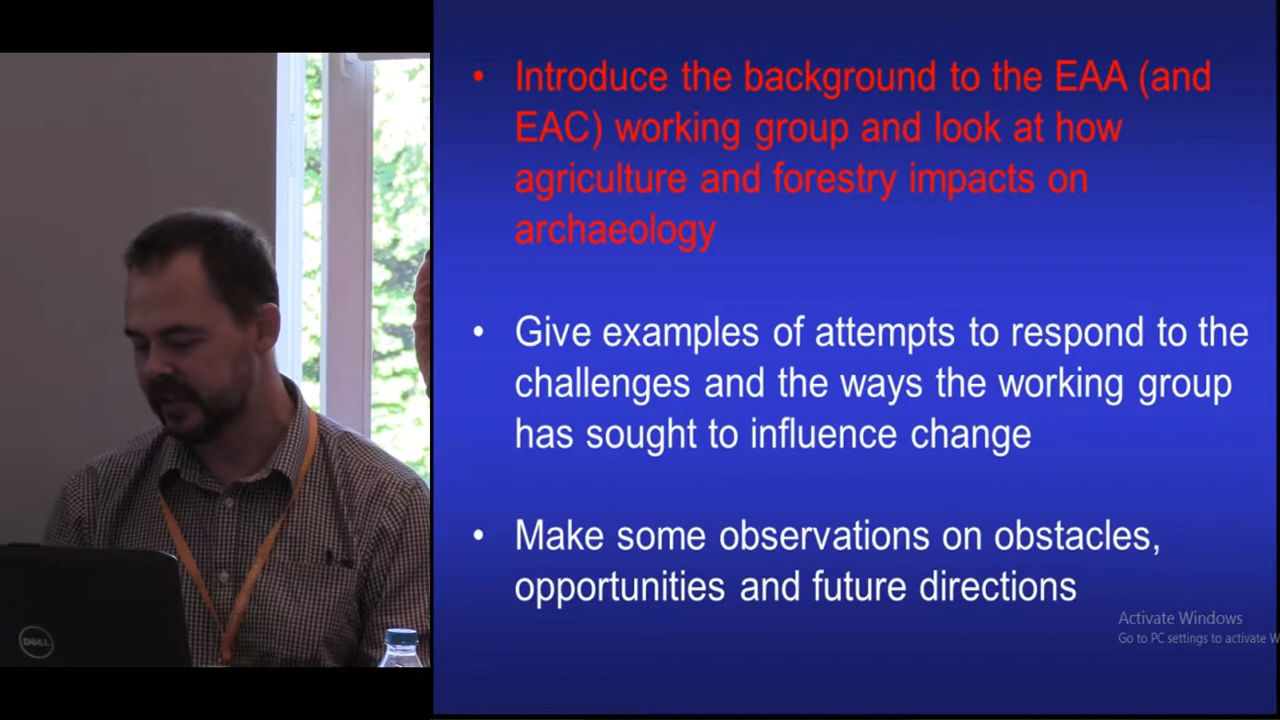 • Introduce the background to the EAA (and
EAC) working group and look at how
agriculture and forestry impacts on
archaeology
• Give examples of attempts to respond to the
challenges and the ways the working group
has sought to influence change
• Make some observations on obstacles,
opportunities and future directions
Activate Windows
Go to PC settings to activate W
DELL